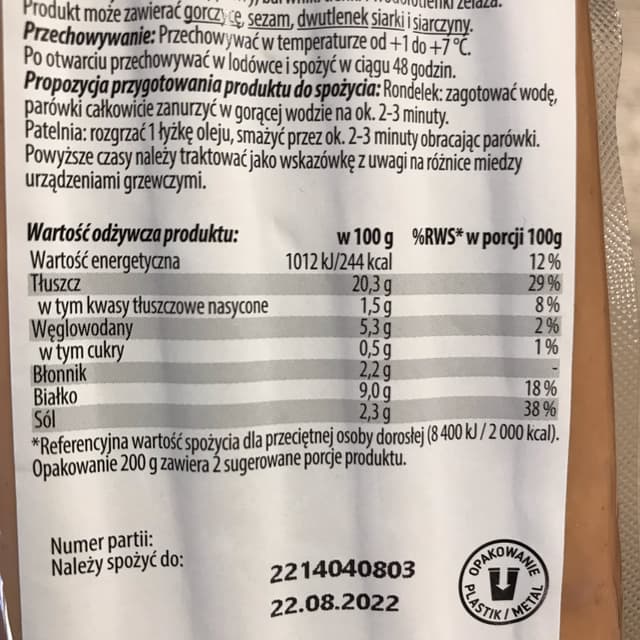 Produkt może zawierać gorczycę, sezam, dwutlenek siarki i siarczyny.
Przechowywanie: Przechowywać w temperaturze od +1 do +7 °C.
Po otwarciu przechowywać w lodówce i spożyć w ciągu 48 godzin.
Propozycja przygotowania produktu do spożycia: Rondelek: zagotować wodę,
parówki całkowicie zanurzyć w gorącej wodzie na ok. 2-3 minuty.
Patelnia: rozgrzać 1 łyżkę oleju, smażyć przez ok. 2-3 minuty obracając parówki.
Powyższe czasy należy traktować jako wskazówkę z uwagi na różnice miedzy
urządzeniami grzewczymi.
Wartość odżywcza produktu: w 100 g %RWS* w porcji 100g
Wartość energetyczna 1012 kJ/244 kcal 12 %
Tłuszcz 20,3 g 29 %
w tym kwasy tłuszczowe nasycone 1,5 g 8 %
Węglowodany 5,3 g 2 %
w tym cukry 0,5 g 1 %
Błonnik 2,2 g -
Białko 9,0 g 18 %
Sól 2,3 g 38 %
*Referencyjna wartość spożycia dla przeciętnej osoby dorosłej (8 400 kJ / 2 000 kcal).
Opakowanie 200 g zawiera 2 sugerowane porcje produktu.
Numer partii: 2214040803
Należy spożyć do: 22.08.2022
OPAKOWANIE
PLASTIK / METAL